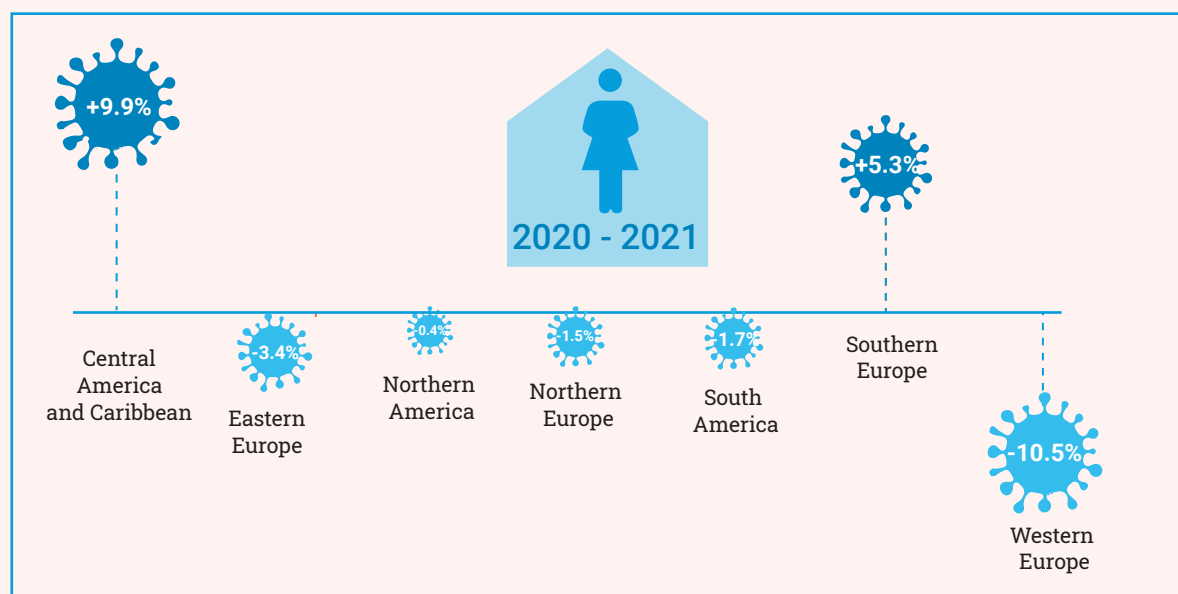 +9.9%
2020 - 2021
+5.3%
-3.4%
-0.4%
-1.5%
-1.7%
-10.5%
Central
America
and Caribbean
Eastern
Europe
Northern
America
Northern
Europe
South
America
Southern
Europe
Western
Europe